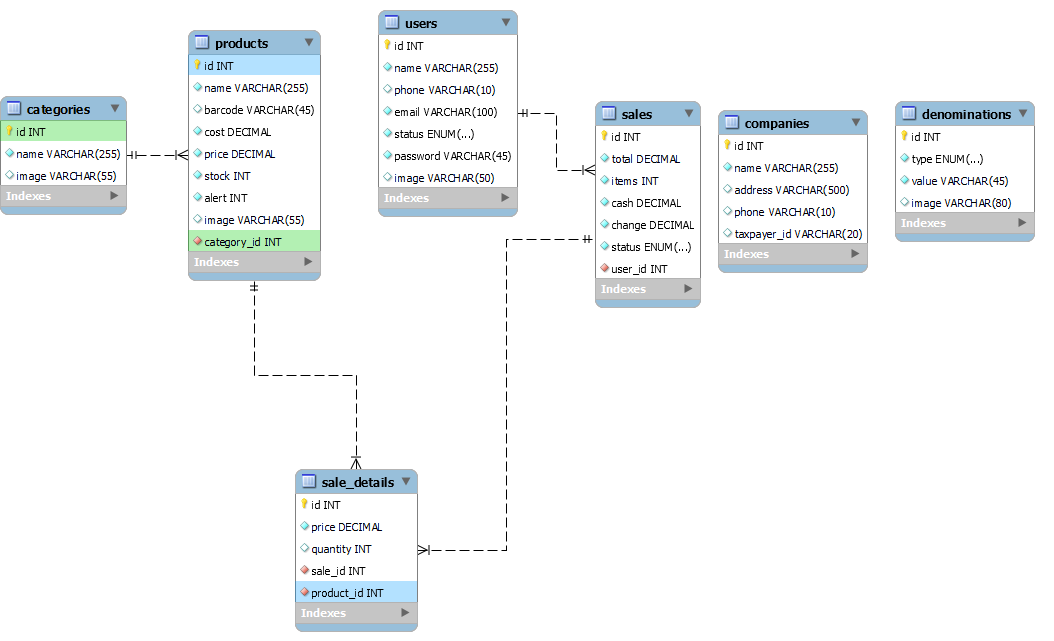 categories
id INT
name VARCHAR(255)
image VARCHAR(55)
Indexes
products
id INT
name VARCHAR(255)
barcode VARCHAR(45)
cost DECIMAL
price DECIMAL
stock INT
alert INT
image VARCHAR(55)
category_id INT
Indexes
users
id INT
name VARCHAR(255)
phone VARCHAR(10)
email VARCHAR(100)
status ENUM(...)
password VARCHAR(45)
image VARCHAR(50)
Indexes
sales
id INT
total DECIMAL
items INT
cash DECIMAL
change DECIMAL
status ENUM(...)
user_id INT
Indexes
companies
id INT
name VARCHAR(255)
address VARCHAR(500)
phone VARCHAR(10)
taxpayer_id VARCHAR(20)
Indexes
denominations
id INT
type ENUM(...)
value VARCHAR(45)
image VARCHAR(80)
Indexes
sale_details
id INT
price DECIMAL
quantity INT
sale_id INT
product_id INT
Indexes